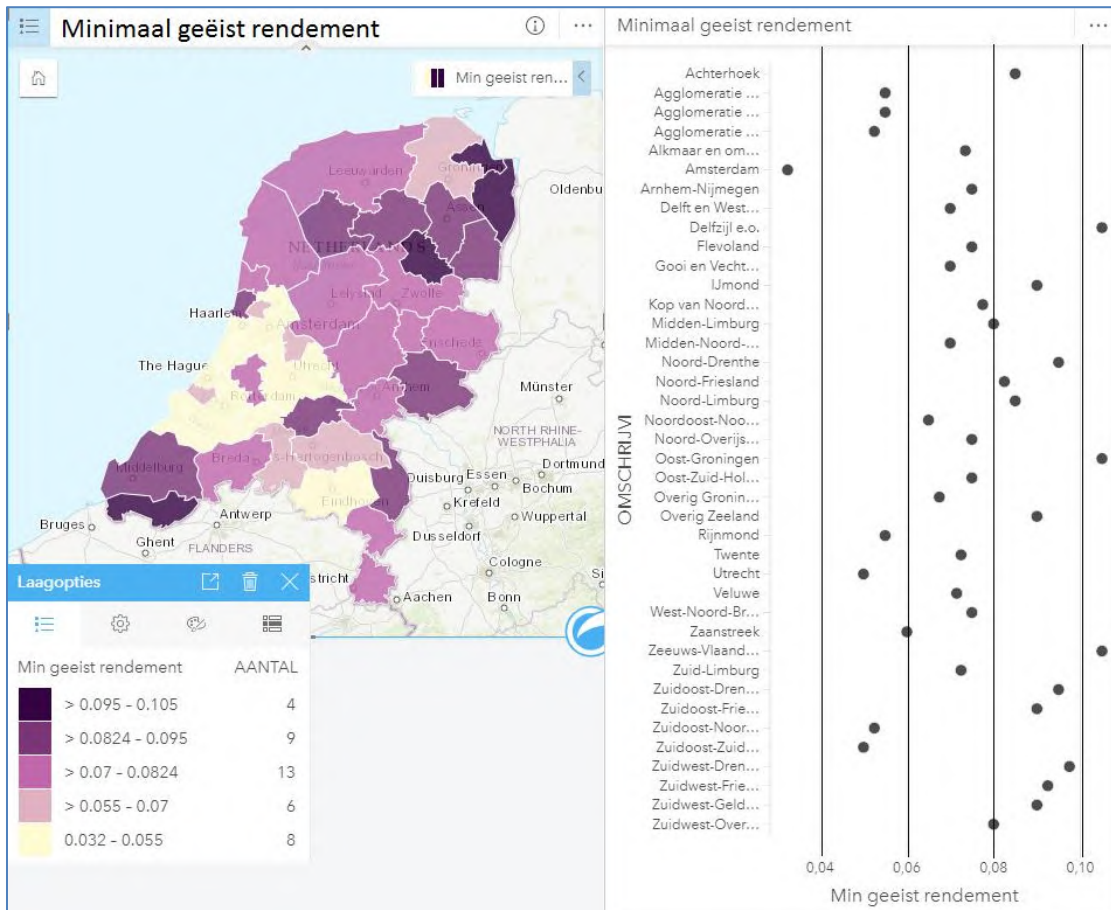 Minimaal geëist rendement
Min geeist ren...
Leeuwarden
Groningen
Assen
Oldenbu
NETHERLANDS
Lelystad
Zwolle
Haarlem
Amsterdam
Enschede
The Hague
Utrecht
Arnhem
Rotterdam
Münster
NORTH RHINE-
WESTPHALIA
Breda
s-Hertogenbosch
Middelburg
Duisburg
Essen
Dortmund
Bochum
Eindhoven
Krefeld
Wuppertal
Bruges
Antwerp
Dusseldorf
Ghent
FLANDERS
Cologne
stricht
Aachen
Bonn
Si
Laagopties
Min geeist rendement AANTAL
> 0.095 - 0.105 4
> 0.0824 - 0.095 9
> 0.07 - 0.0824 13
> 0.055 - 0.07 6
0.032 - 0.055 8
Minimaal geëist rendement
OMSCHRIJVI
Achterhoek
Agglomeratie ...
Agglomeratie ...
Agglomeratie ...
Alkmaar en om...
Amsterdam
Arnhem-Nijmegen
Delft en West...
Delfzijl e.o.
Flevoland
Gooi en Vecht...
IJmond
Kop van Noord...
Midden-Limburg
Midden-Noord-...
Noord-Drenthe
Noord-Friesland
Noord-Limburg
Noordoost-Noo...
Noord-Overijs...
Oost-Groningen
Oost-Zuid-Hol...
Overig Gronin...
Overig Zeeland
Rijnmond
Twente
Utrecht
Veluwe
West-Noord-Br...
Zaanstreek
Zeeuws-Vlaand...
Zuid-Limburg
Zuidoost-Dren...
Zuidoost-Frie...
Zuidoost-Noor...
Zuidoost-Zuid...
Zuidwest-Dren...
Zuidwest-Frie...
Zuidwest-Geld...
Zuidwest-Over...
0,04 0,06 0,08 0,10
Min geeist rendement